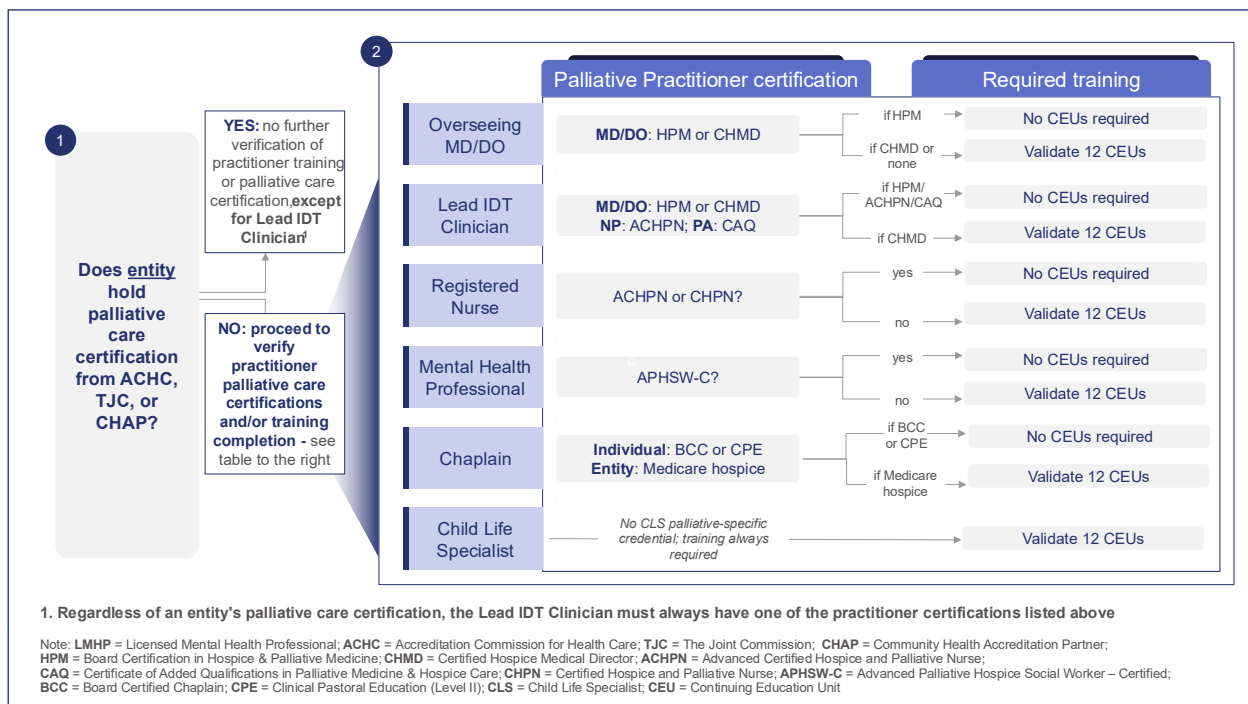 1
Does entity
hold
palliative
care
certification
from ACHC,
TJC, or
CHAP?
YES: no further
verification of
practitioner training
or palliative care
certification,except
for Lead IDT
Clinician1
NO: proceed to
verify
practitioner
palliative care
certifications
and/or training
completion - see
table to the right
2
Palliative Practitioner certification
Required training
Overseeing
MD/DO
MD/DO: HPM or CHMD
if HPM
No CEUs required
if CHMD or
none
Validate 12 CEUs
Lead IDT
Clinician
MD/DO: HPM or CHMD
NP: ACHPN; PA: CAQ
if HPM/
ACHPN/CAQ
No CEUs required
if CHMD
Validate 12 CEUs
Registered
Nurse
ACHPN or CHPN?
yes
No CEUs required
no
Validate 12 CEUs
Mental Health
Professional
APHSW-C?
yes
No CEUs required
no
Validate 12 CEUs
Chaplain
Individual: BCC or CPE
Entity: Medicare hospice
if BCC
or CPE
No CEUs required
if Medicare
hospice
Validate 12 CEUs
Child Life
Specialist
No CLS palliative-specific
credential; training always
required
Validate 12 CEUs
1. Regardless of an entity's palliative care certification, the Lead IDT Clinician must always have one of the practitioner certifications listed above
Note: LMHP = Licensed Mental Health Professional; ACHC = Accreditation Commission for Health Care; TJC = The Joint Commission; CHAP = Community Health Accreditation Partner;
HPM = Board Certification in Hospice & Palliative Medicine; CHMD = Certified Hospice Medical Director; ACHPN = Advanced Certified Hospice and Palliative Nurse;
CAQ = Certificate of Added Qualifications in Palliative Medicine & Hospice Care; CHPN = Certified Hospice and Palliative Nurse; APHSW-C = Advanced Palliative Hospice Social Worker – Certified;
BCC = Board Certified Chaplain; CPE = Clinical Pastoral Education (Level II); CLS = Child Life Specialist; CEU = Continuing Education Unit